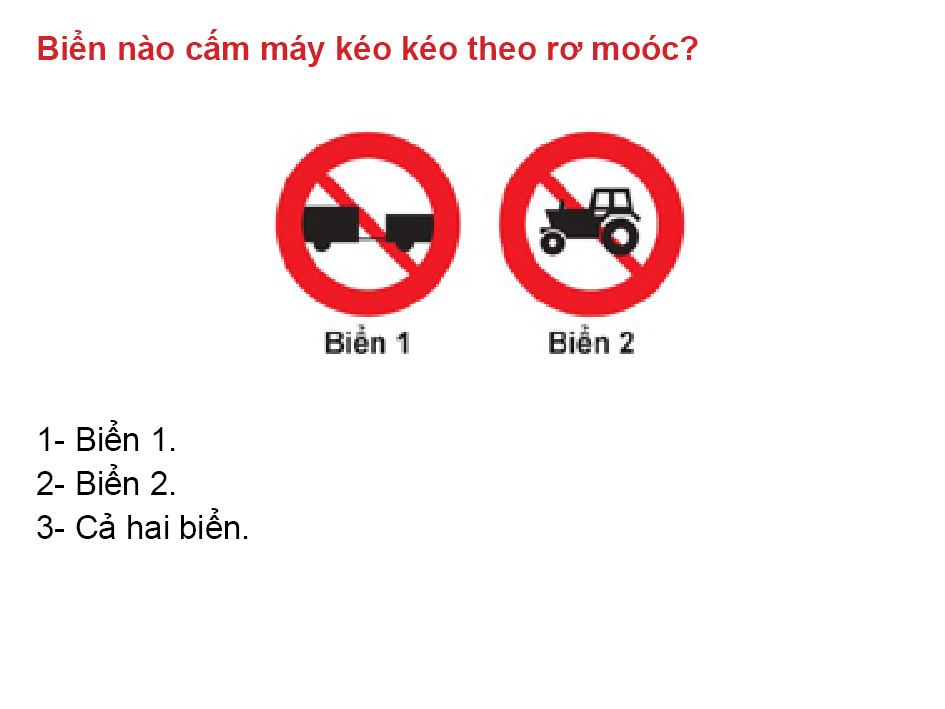 Biển nào cấm máy kéo kéo theo rơ moóc?
Biển 1 Biển 2
1- Biển 1.
2- Biển 2.
3- Cả hai biển.